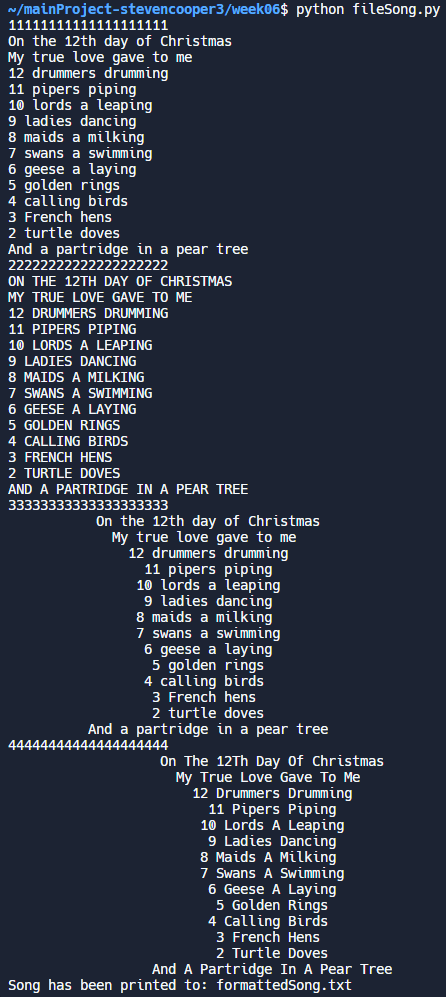 ~/mainProject-stevencooper3/week06$ python fileSong.py
11111111111111111111
On the 12th day of Christmas
My true love gave to me
12 drummers drumming
11 pipers piping
10 lords a leaping
9 ladies dancing
8 maids a milking
7 swans a swimming
6 geese a laying
5 golden rings
4 calling birds
3 French hens
2 turtle doves
And a partridge in a pear tree
22222222222222222222
ON THE 12TH DAY OF CHRISTMAS
MY TRUE LOVE GAVE TO ME
12 DRUMMERS DRUMMING
11 PIPERS PIPING
10 LORDS A LEAPING
9 LADIES DANCING
8 MAIDS A MILKING
7 SWANS A SWIMMING
6 GEESE A LAYING
5 GOLDEN RINGS
4 CALLING BIRDS
3 FRENCH HENS
2 TURTLE DOVES
AND A PARTRIDGE IN A PEAR TREE
33333333333333333333
On the 12th day of Christmas
My true love gave to me
12 drummers drumming
11 pipers piping
10 lords a leaping
9 ladies dancing
8 maids a milking
7 swans a swimming
6 geese a laying
5 golden rings
4 calling birds
3 French hens
2 turtle doves
And a partridge in a pear tree
44444444444444444444
On The 12Th Day Of Christmas
My True Love Gave To Me
12 Drummers Drumming
11 Pipers Piping
10 Lords A Leaping
9 Ladies Dancing
8 Maids A Milking
7 Swans A Swimming
6 Geese A Laying
5 Golden Rings
4 Calling Birds
3 French Hens
2 Turtle Doves
And A Partridge In A Pear Tree
Song has been printed to: formattedSong.txt